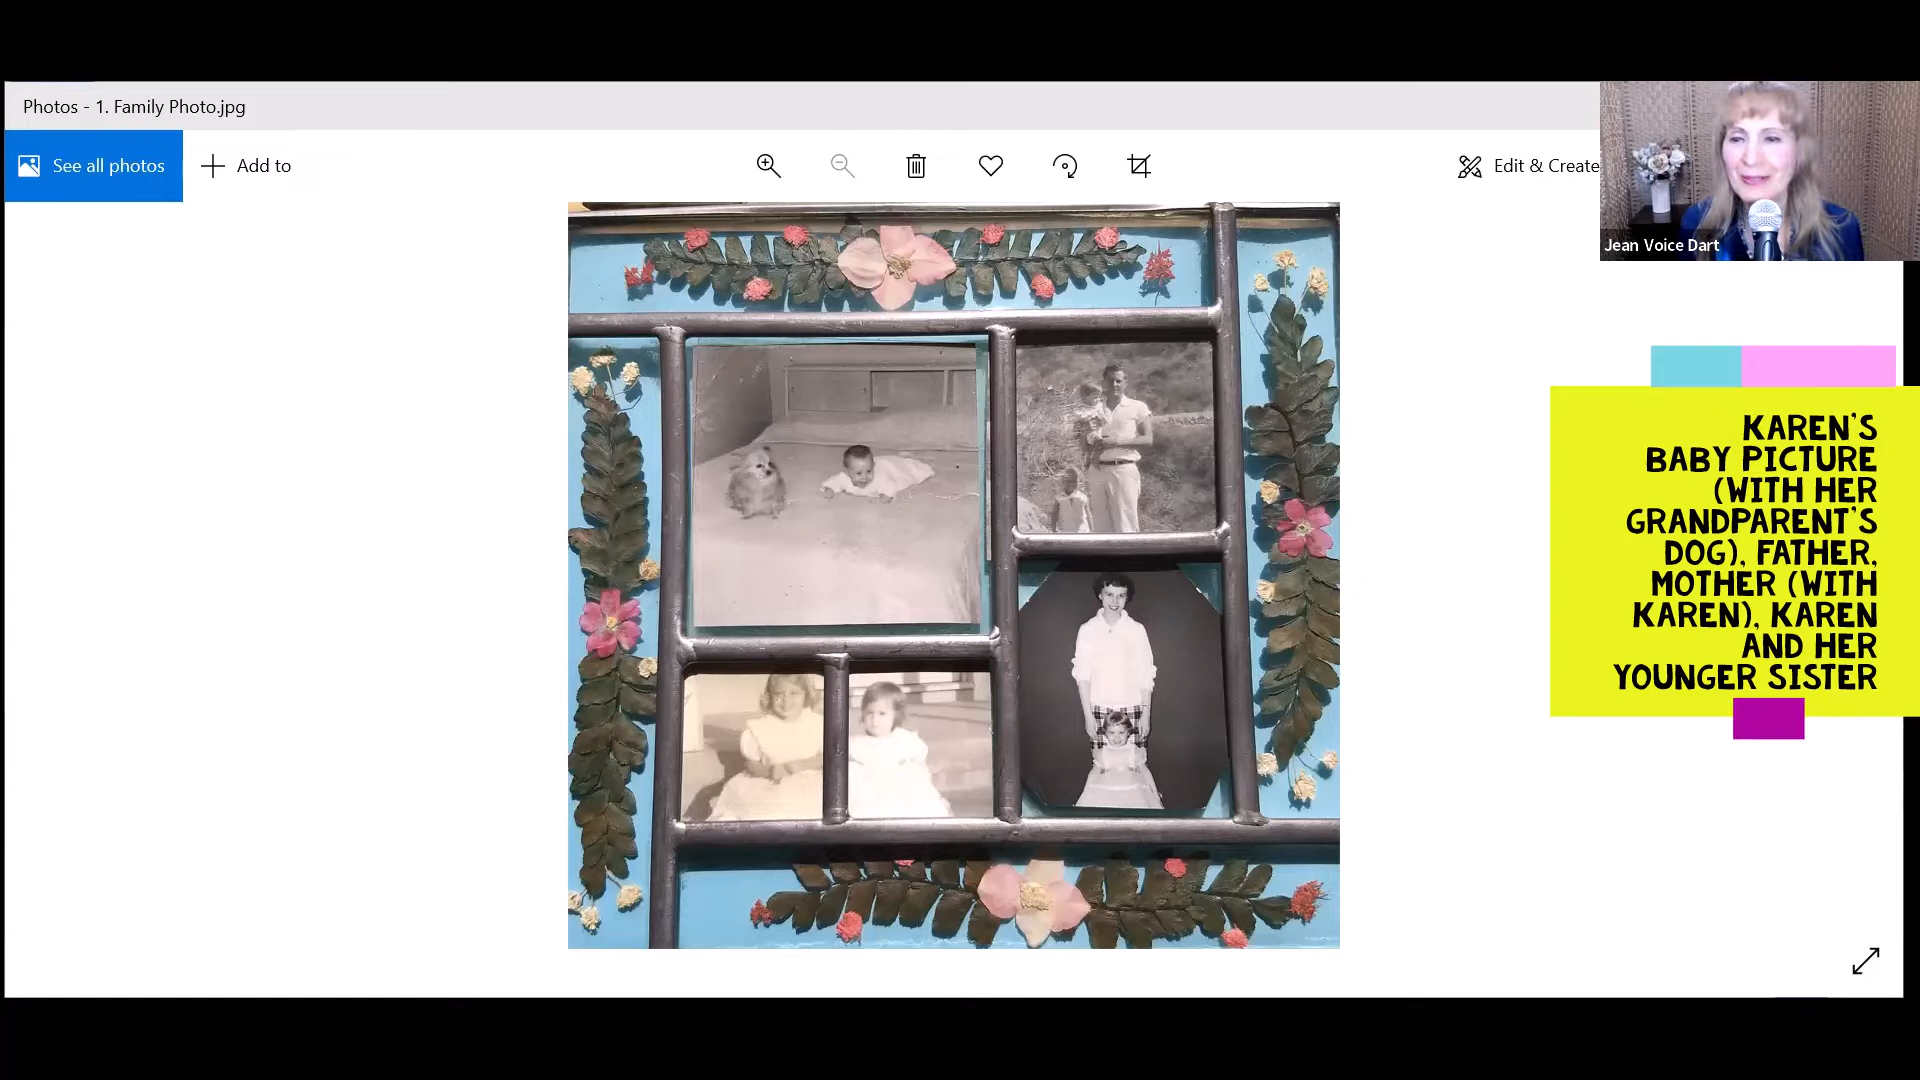 Photos - 1. Family Photo.jpg
See all photos
Add to
Edit & Create
Jean Voice Dart
KAREN'S
BABY PICTURE
(WITH HER
GRANDPARENT'S
DOG), FATHER,
MOTHER (WITH
KAREN), KAREN
AND HER
YOUNGER SISTER